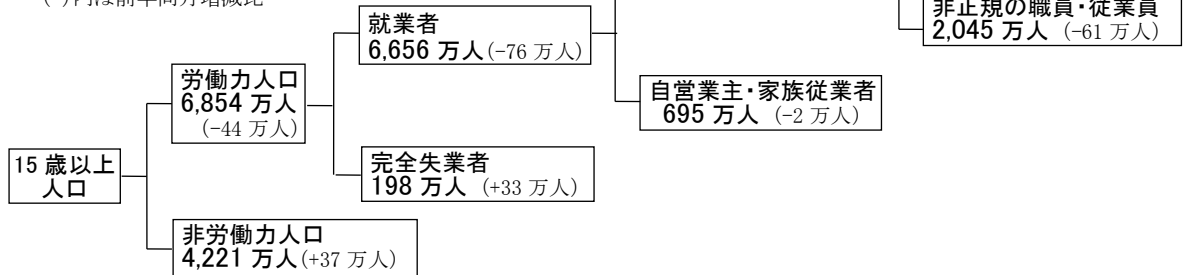 ( )内は前年同月増減比
就業者
6,656 万人(−76 万人)
非正規の職員・従業員
2,045 万人 (−61 万人)
労働力人口
6,854 万人
(−44 万人)
自営業主・家族従業者
695 万人 (−2 万人)
15 歳以上
人口
完全失業者
198 万人 (+33 万人)
非労働力人口
4,221 万人(+37 万人)